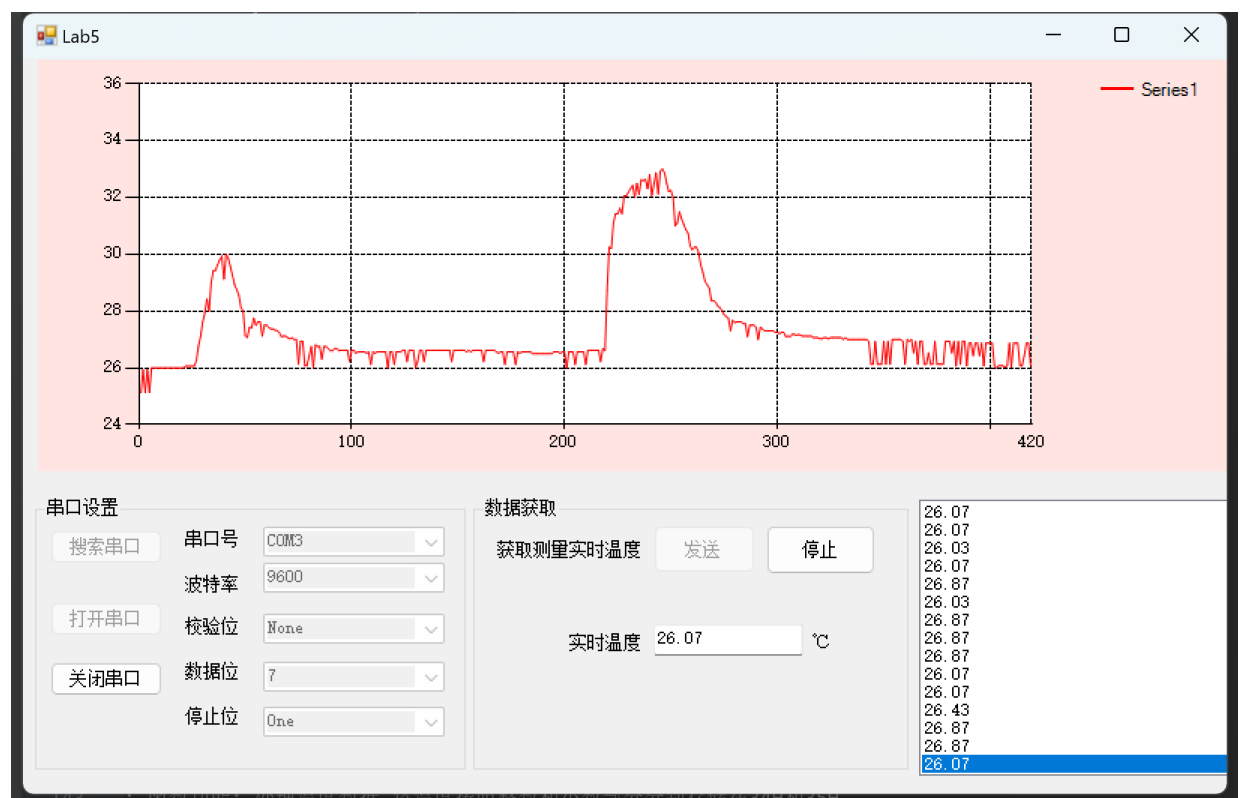 Lab5
Series1
36
34
32
30
28
26
24
0 100 200 300 420
串口设置
搜索串口
打开串口
关闭串口
串口号 COM3
波特率 9600
校验位 None
数据位 7
停止位 One
数据获取
获取测量实时温度 发送 停止
实时温度 26.07 ℃
26.07
26.07
26.03
26.07
26.87
26.03
26.87
26.87
26.87
26.07
26.07
26.43
26.87
26.87
26.07